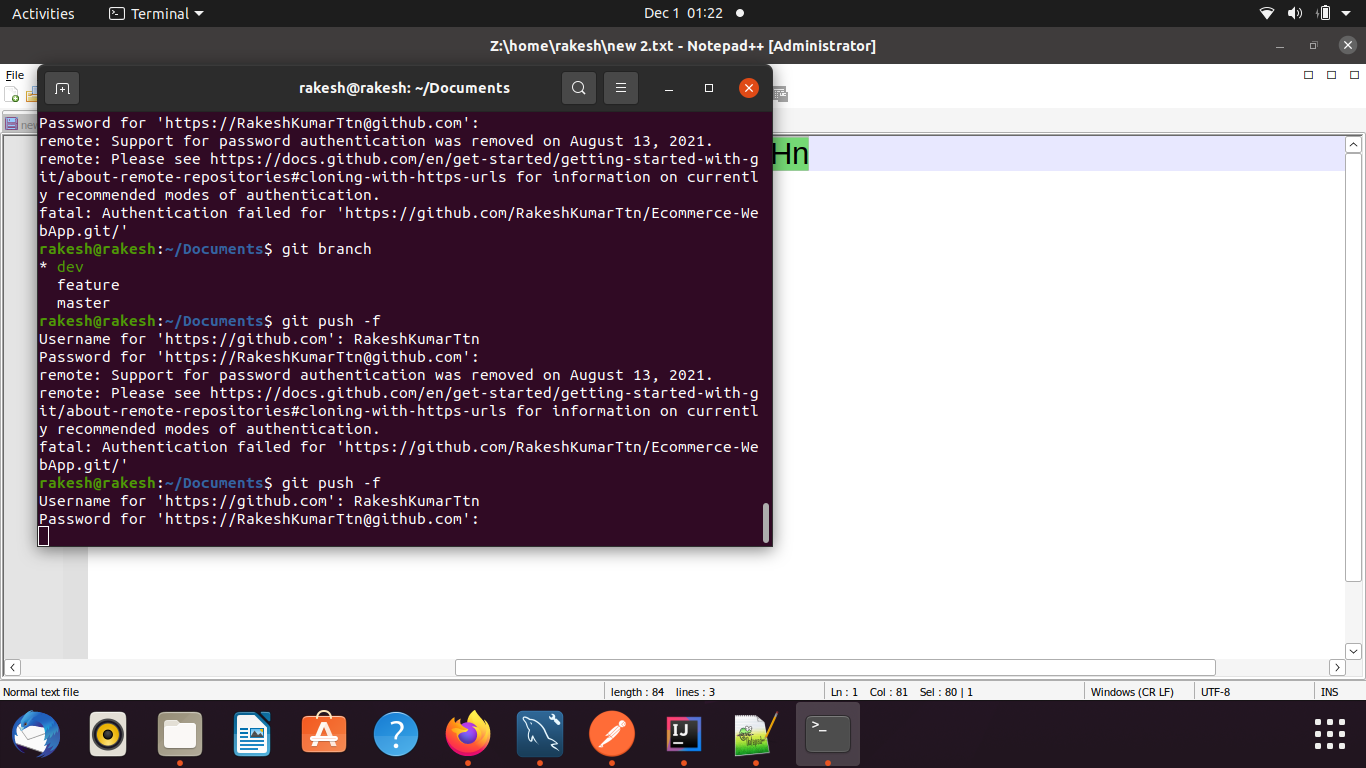 Activities
Terminal
Dec 1 01:22
Z:\home\rakesh\new 2.txt - Notepad++ [Administrator]
File
rakesh@rakesh: ~/Documents
Hn
Password for 'https://RakeshKumarTtn@github.com':
remote: Support for password authentication was removed on August 13, 2021.
remote: Please see https://docs.github.com/en/get-started/getting-started-with-g
it/about-remote-repositories#cloning-with-https-urls for information on currentl
y recommended modes of authentication.
fatal: Authentication failed for 'https://github.com/RakeshKumarTtn/Ecommerce-We
bApp.git/'
rakesh@rakesh:~/Documents$ git branch
* dev
feature
master
rakesh@rakesh:~/Documents$ git push -f
Username for 'https://github.com': RakeshKumarTtn
Password for 'https://RakeshKumarTtn@github.com':
remote: Support for password authentication was removed on August 13, 2021.
remote: Please see https://docs.github.com/en/get-started/getting-started-with-g
it/about-remote-repositories#cloning-with-https-urls for information on currentl
y recommended modes of authentication.
fatal: Authentication failed for 'https://github.com/RakeshKumarTtn/Ecommerce-We
bApp.git/'
rakesh@rakesh:~/Documents$ git push -f
Username for 'https://github.com': RakeshKumarTtn
Password for 'https://RakeshKumarTtn@github.com':
Normal text file
length : 84 lines : 3
Ln : 1 Col : 81 Sel : 80 | 1
Windows (CR LF)
UTF-8
INS
IJ